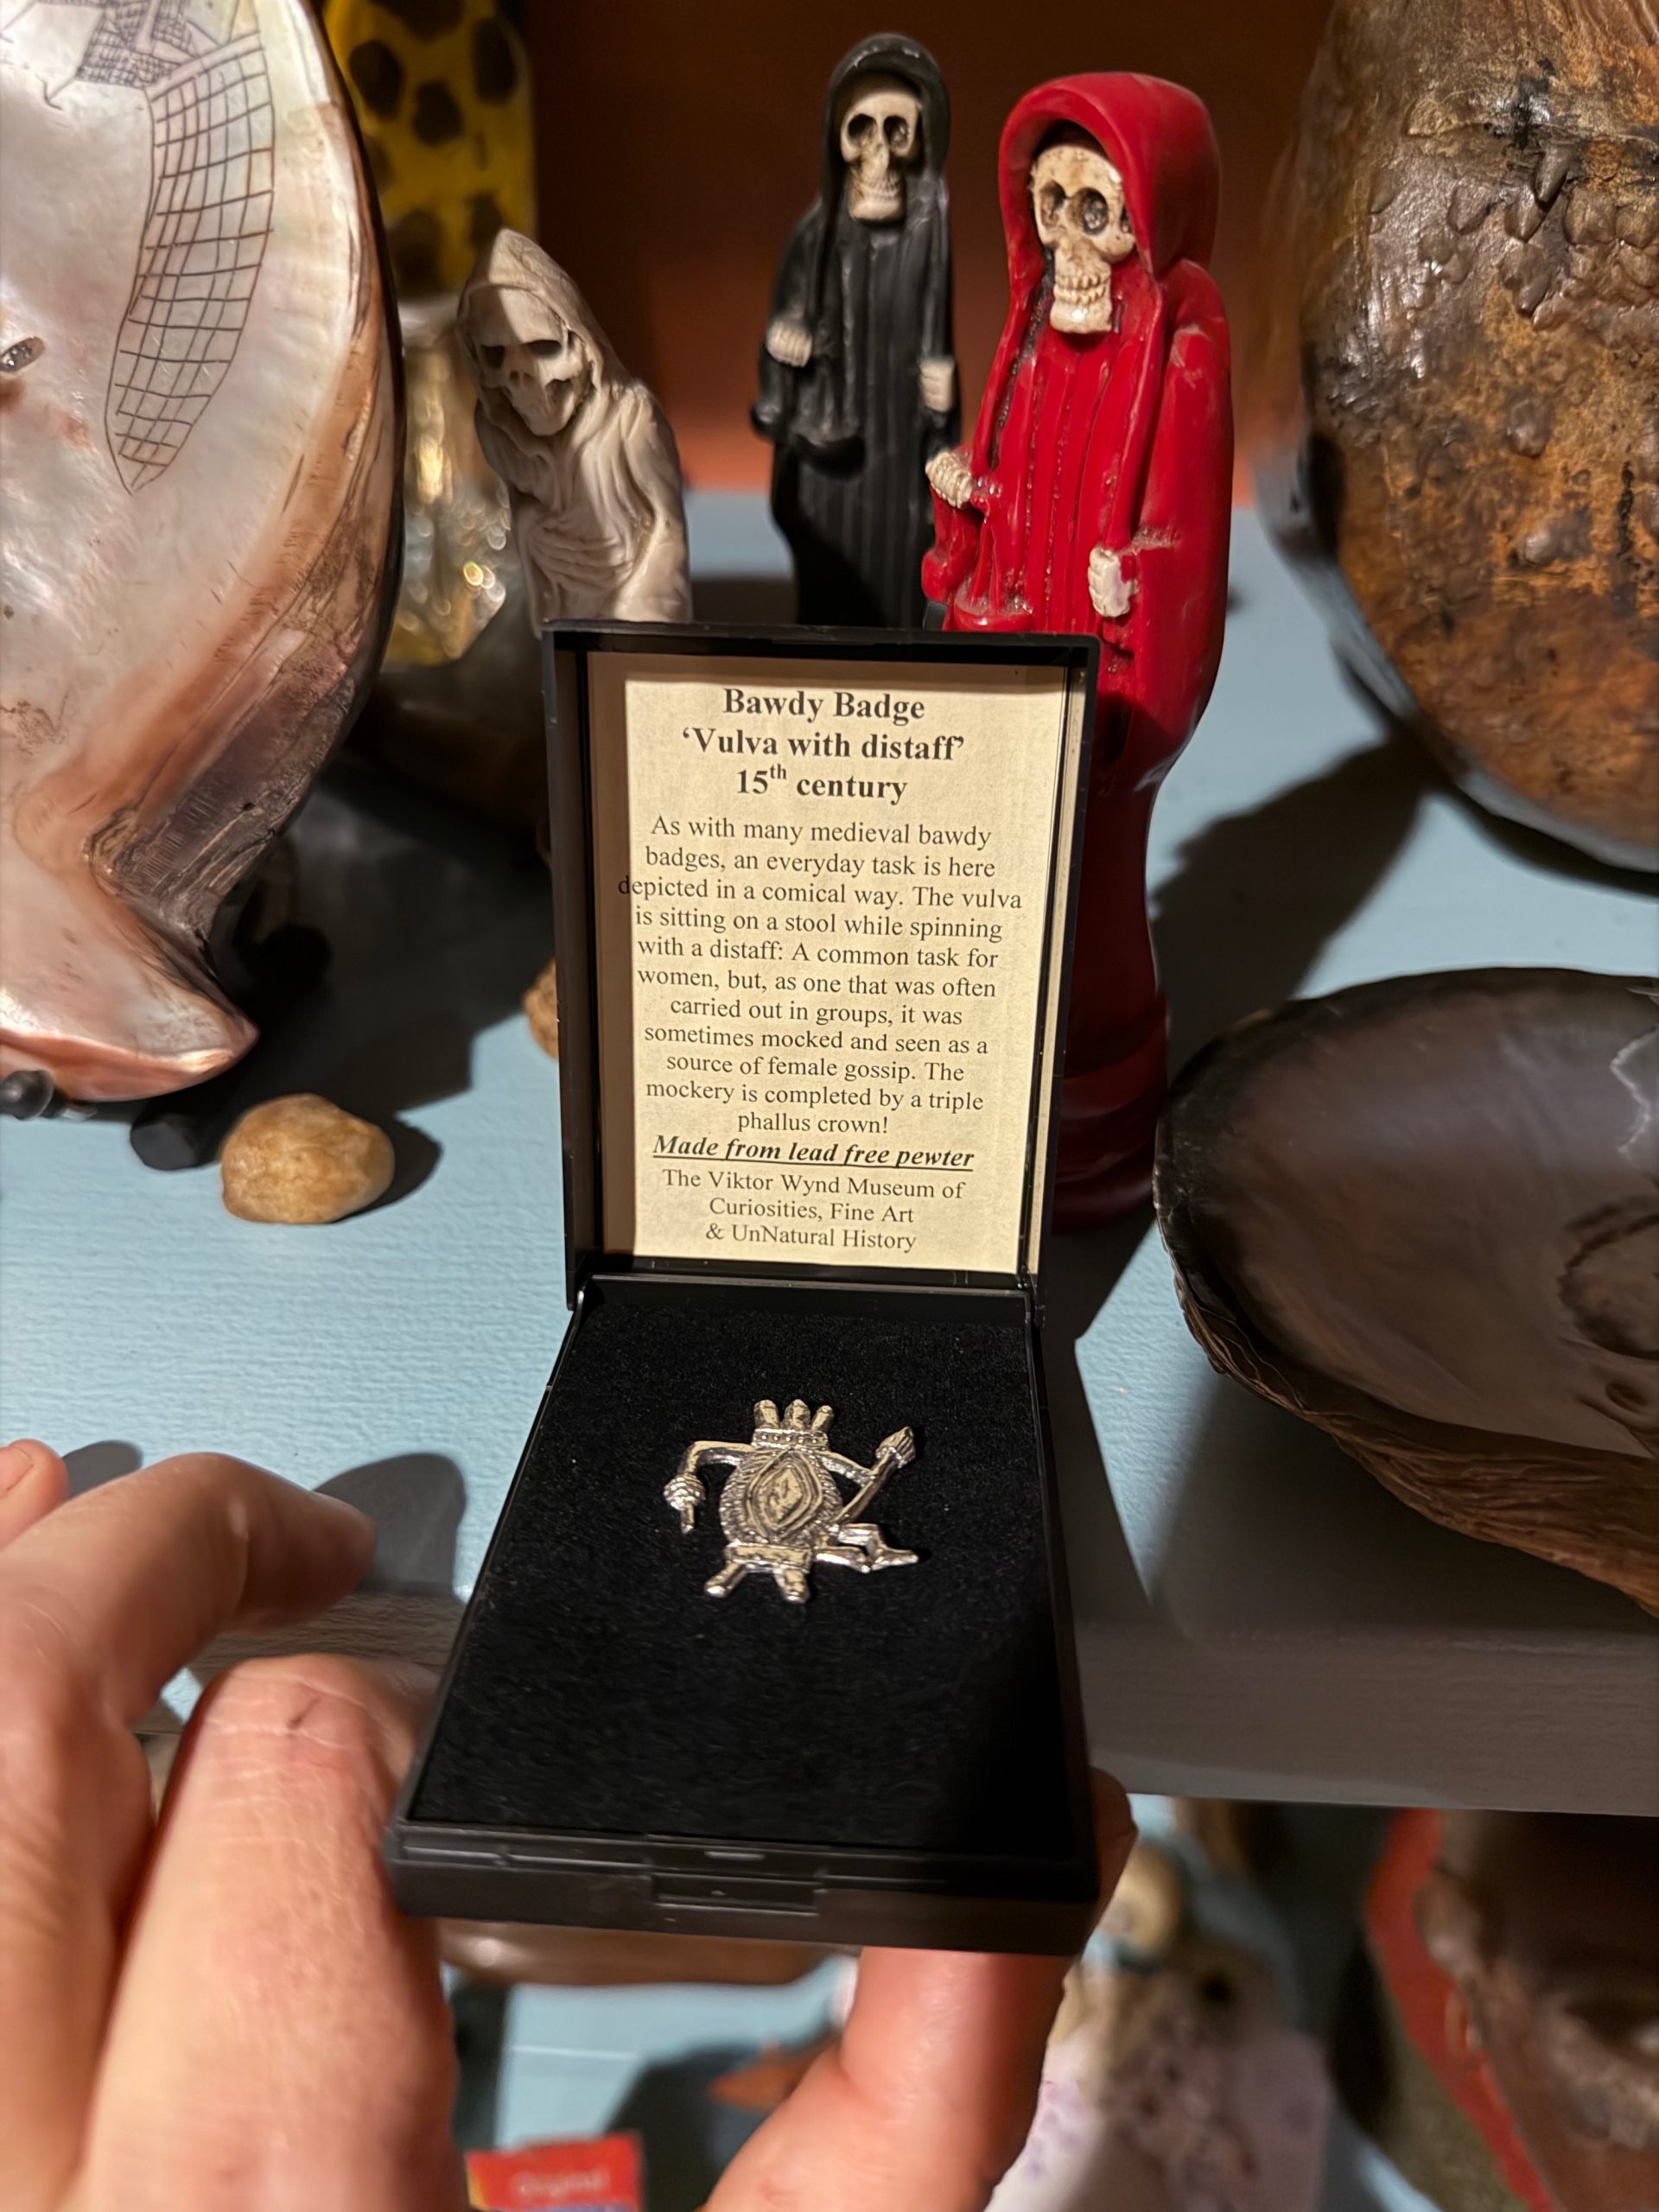 Bawdy Badge
‘Vulva with distaff’
15th century
As with many medieval bawdy
badges, an everyday task is here
depicted in a comical way. The vulva
is sitting on a stool while spinning
with a distaff: A common task for
women, but, as one that was often
carried out in groups, it was
sometimes mocked and seen as a
source of female gossip. The
mockery is completed by a triple
phallus crown!
Made from lead free pewter
The Viktor Wynd Museum of
Curiosities, Fine Art
& UnNatural History
Original